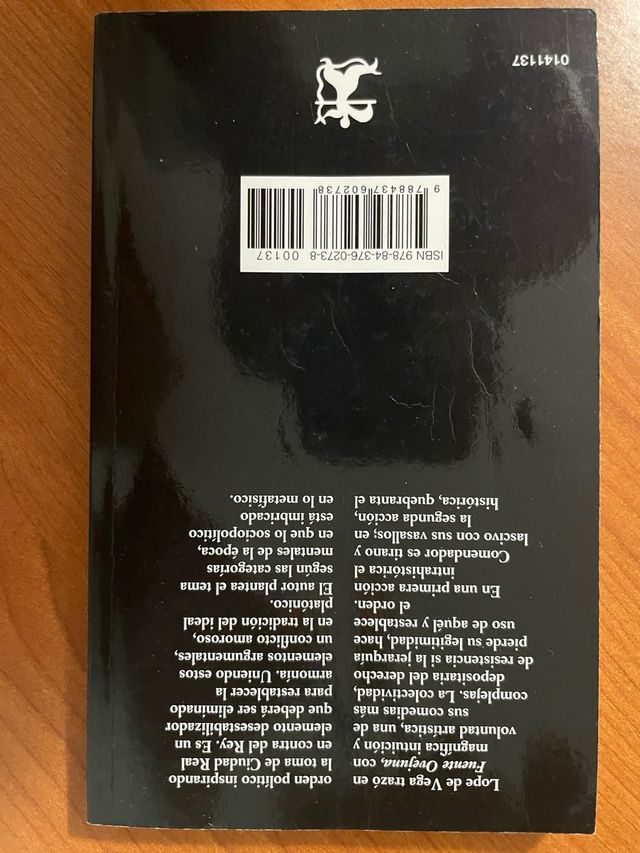 Lope de Vega trazó en
Fuente Ovejuna, con
magnífica intuición y
voluntad artística, una de
sus comedias más
complejas. La colectividad,
depositaria del derecho
de resistencia si la jerarquía
pierde su legitimidad, hace
uso de aquél y restablece
el orden.
En una primera acción
intrahistórica el
Comendador es tirano y
lascivo con sus vasallos; en
la segunda acción,
histórica, quebranta el
orden político inspirando
la toma de Ciudad Real
en contra del Rey. Es un
elemento desestabilizador
que deberá ser eliminado
para restablecer la
armonía. Uniendo estos
elementos argumentales,
un conflicto amoroso,
en la tradición del ideal
platónico.
El autor plantea el tema
según las categorías
mentales de la época,
en que lo sociopolítico
está imbricado
en lo metafísico.
ISBN 978-84-376-0273-8
00137
9 788437 602738
0141137